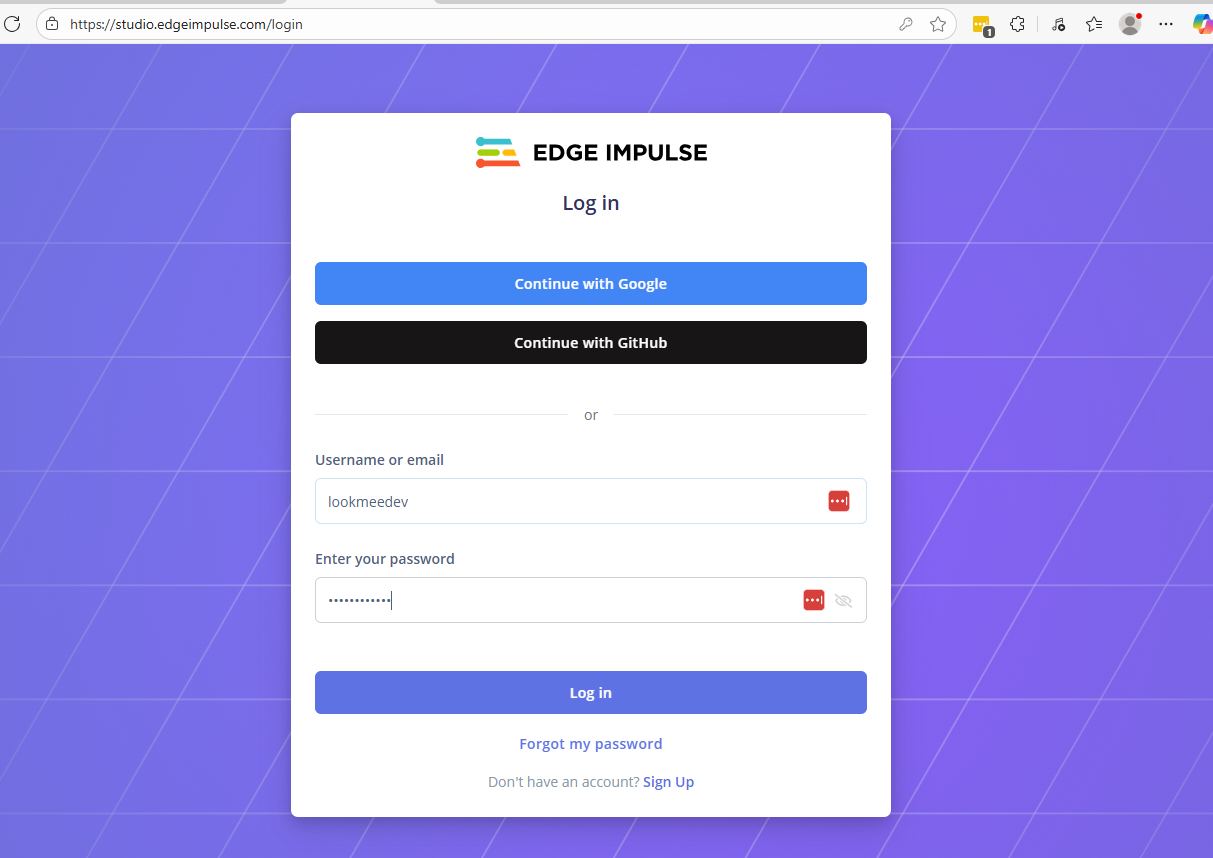 https://studio.edgeimpulse.com/login
1
EDGE IMPULSE
Log in
Continue with Google
Continue with GitHub
or
Username or email
lookmeedev
Enter your password
••••••••••••
Log in
Forgot my password
Don't have an account? Sign Up